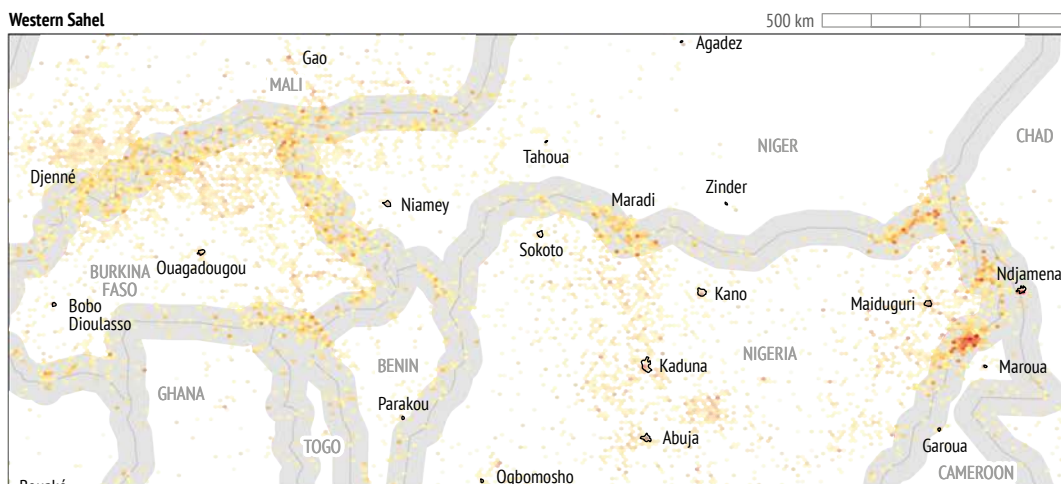 Western Sahel
500 km
Agadez
Gao
MALI
NIGER
CHAD
Tahoua
Djenné
Zinder
Maradi
Niamey
Sokoto
Ouagadougou
BURKINA
FASO
Ndjamena
Kano
Maiduguri
Bobo
Dioulasso
NIGERIA
BENIN
Kaduna
Maroua
GHANA
Parakou
Abuja
TOGO
Garoua
CAMEROON
Ogbomosho